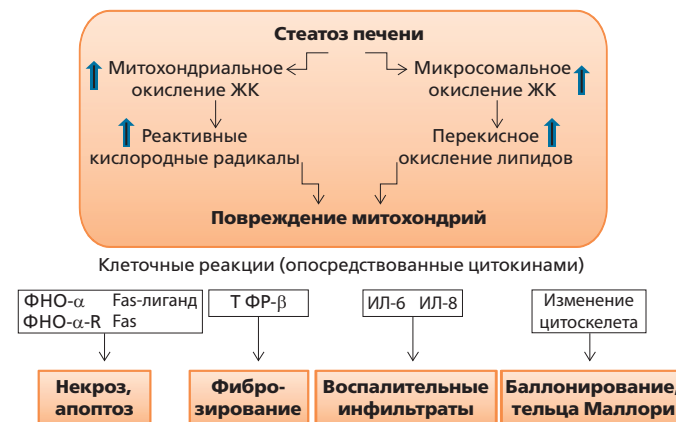 Стеатоз печени
Митохондриальное
окисление ЖК
Микросомальное
окисление ЖК
Реактивные
кислородные радикалы
Перекисное
окисление липидов
Повреждение митохондрий
Клеточные реакции (опосредствованные цитокинами)
ФНО-α Fas-лиганд
ФНО-α-R Fas
Т ФР-β
ИЛ-6 ИЛ-8
Изменение
цитоскелета
Некроз,
апоптоз
Фибро-
зирование
Воспалительные
инфильтраты
Баллонирование,
тельца Маллори